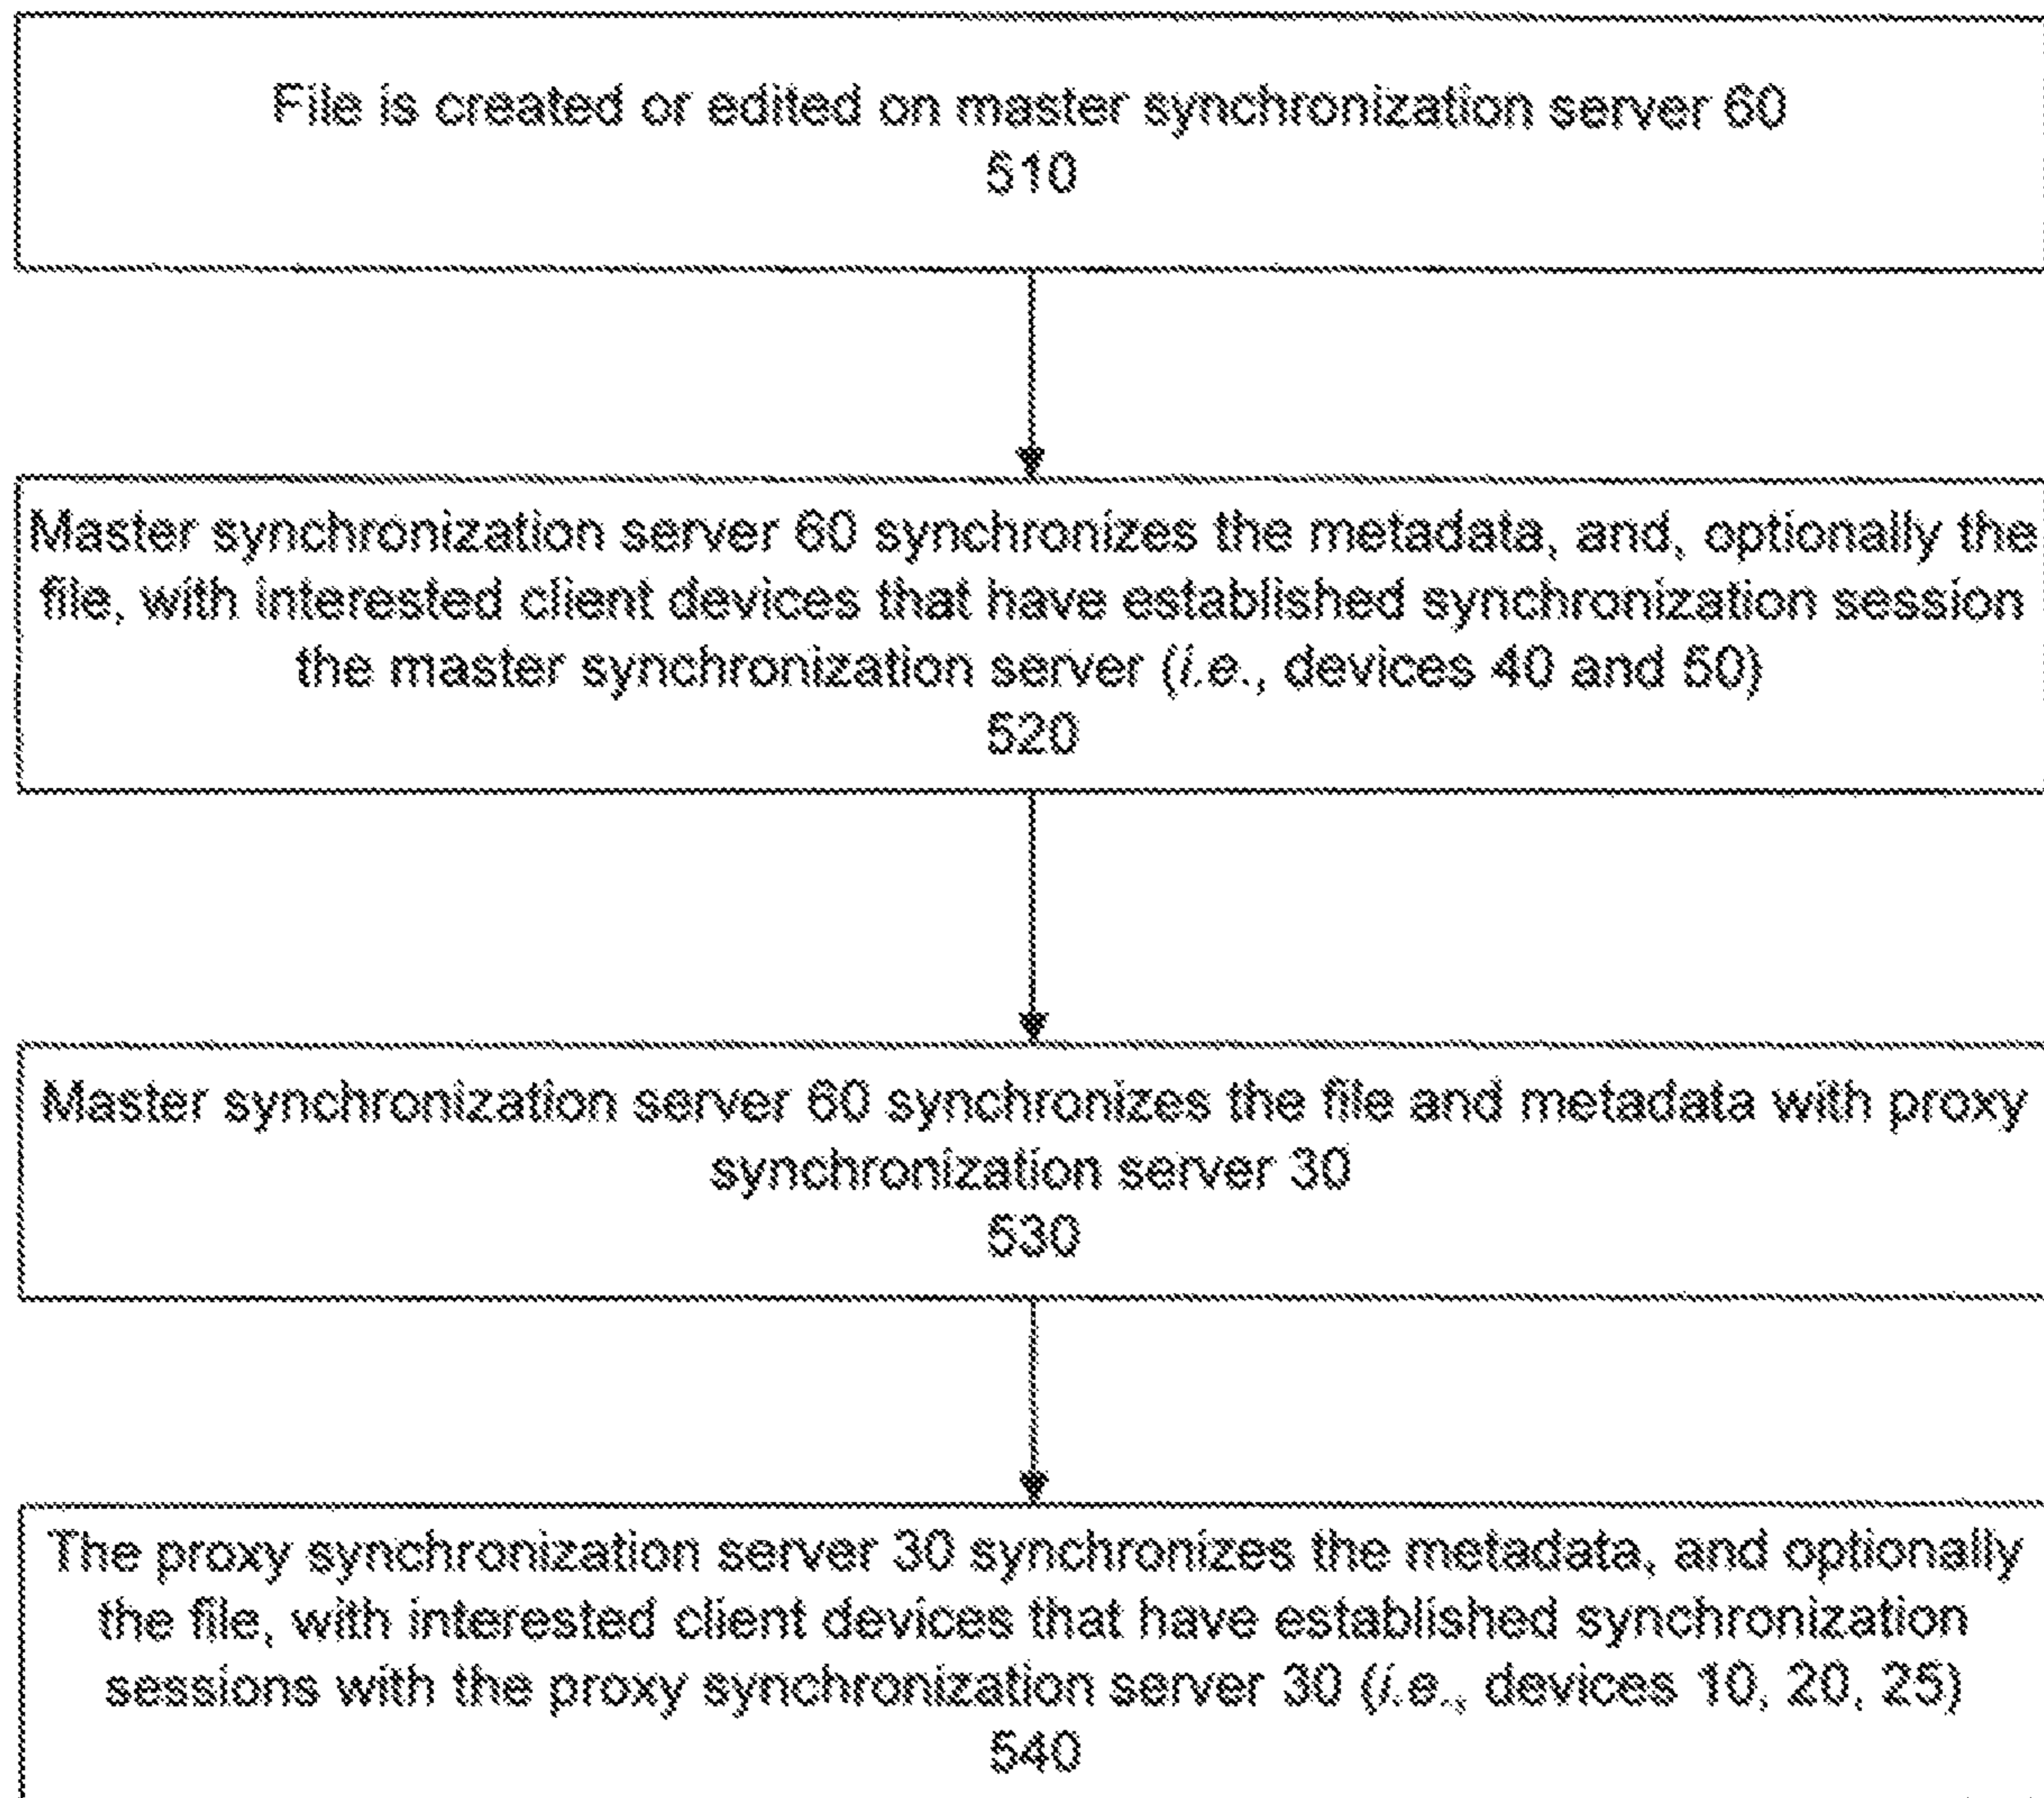 File is created or edited on master synchronization server 60
510
Master synchronization server 60 synchronizes the metadata, and, optionally the
file, with interested client devices that have established synchronization session
the master synchronization server (i.e., devices 40 and 50)
520
Master synchronization server 60 synchronizes the file and metadata with proxy
synchronization server 30
530
The proxy synchronization server 30 synchronizes the metadata, and optionally
the file, with interested client devices that have established synchronization
sessions with the proxy synchronization server 30 (i.e., devices 10, 20, 25)
540